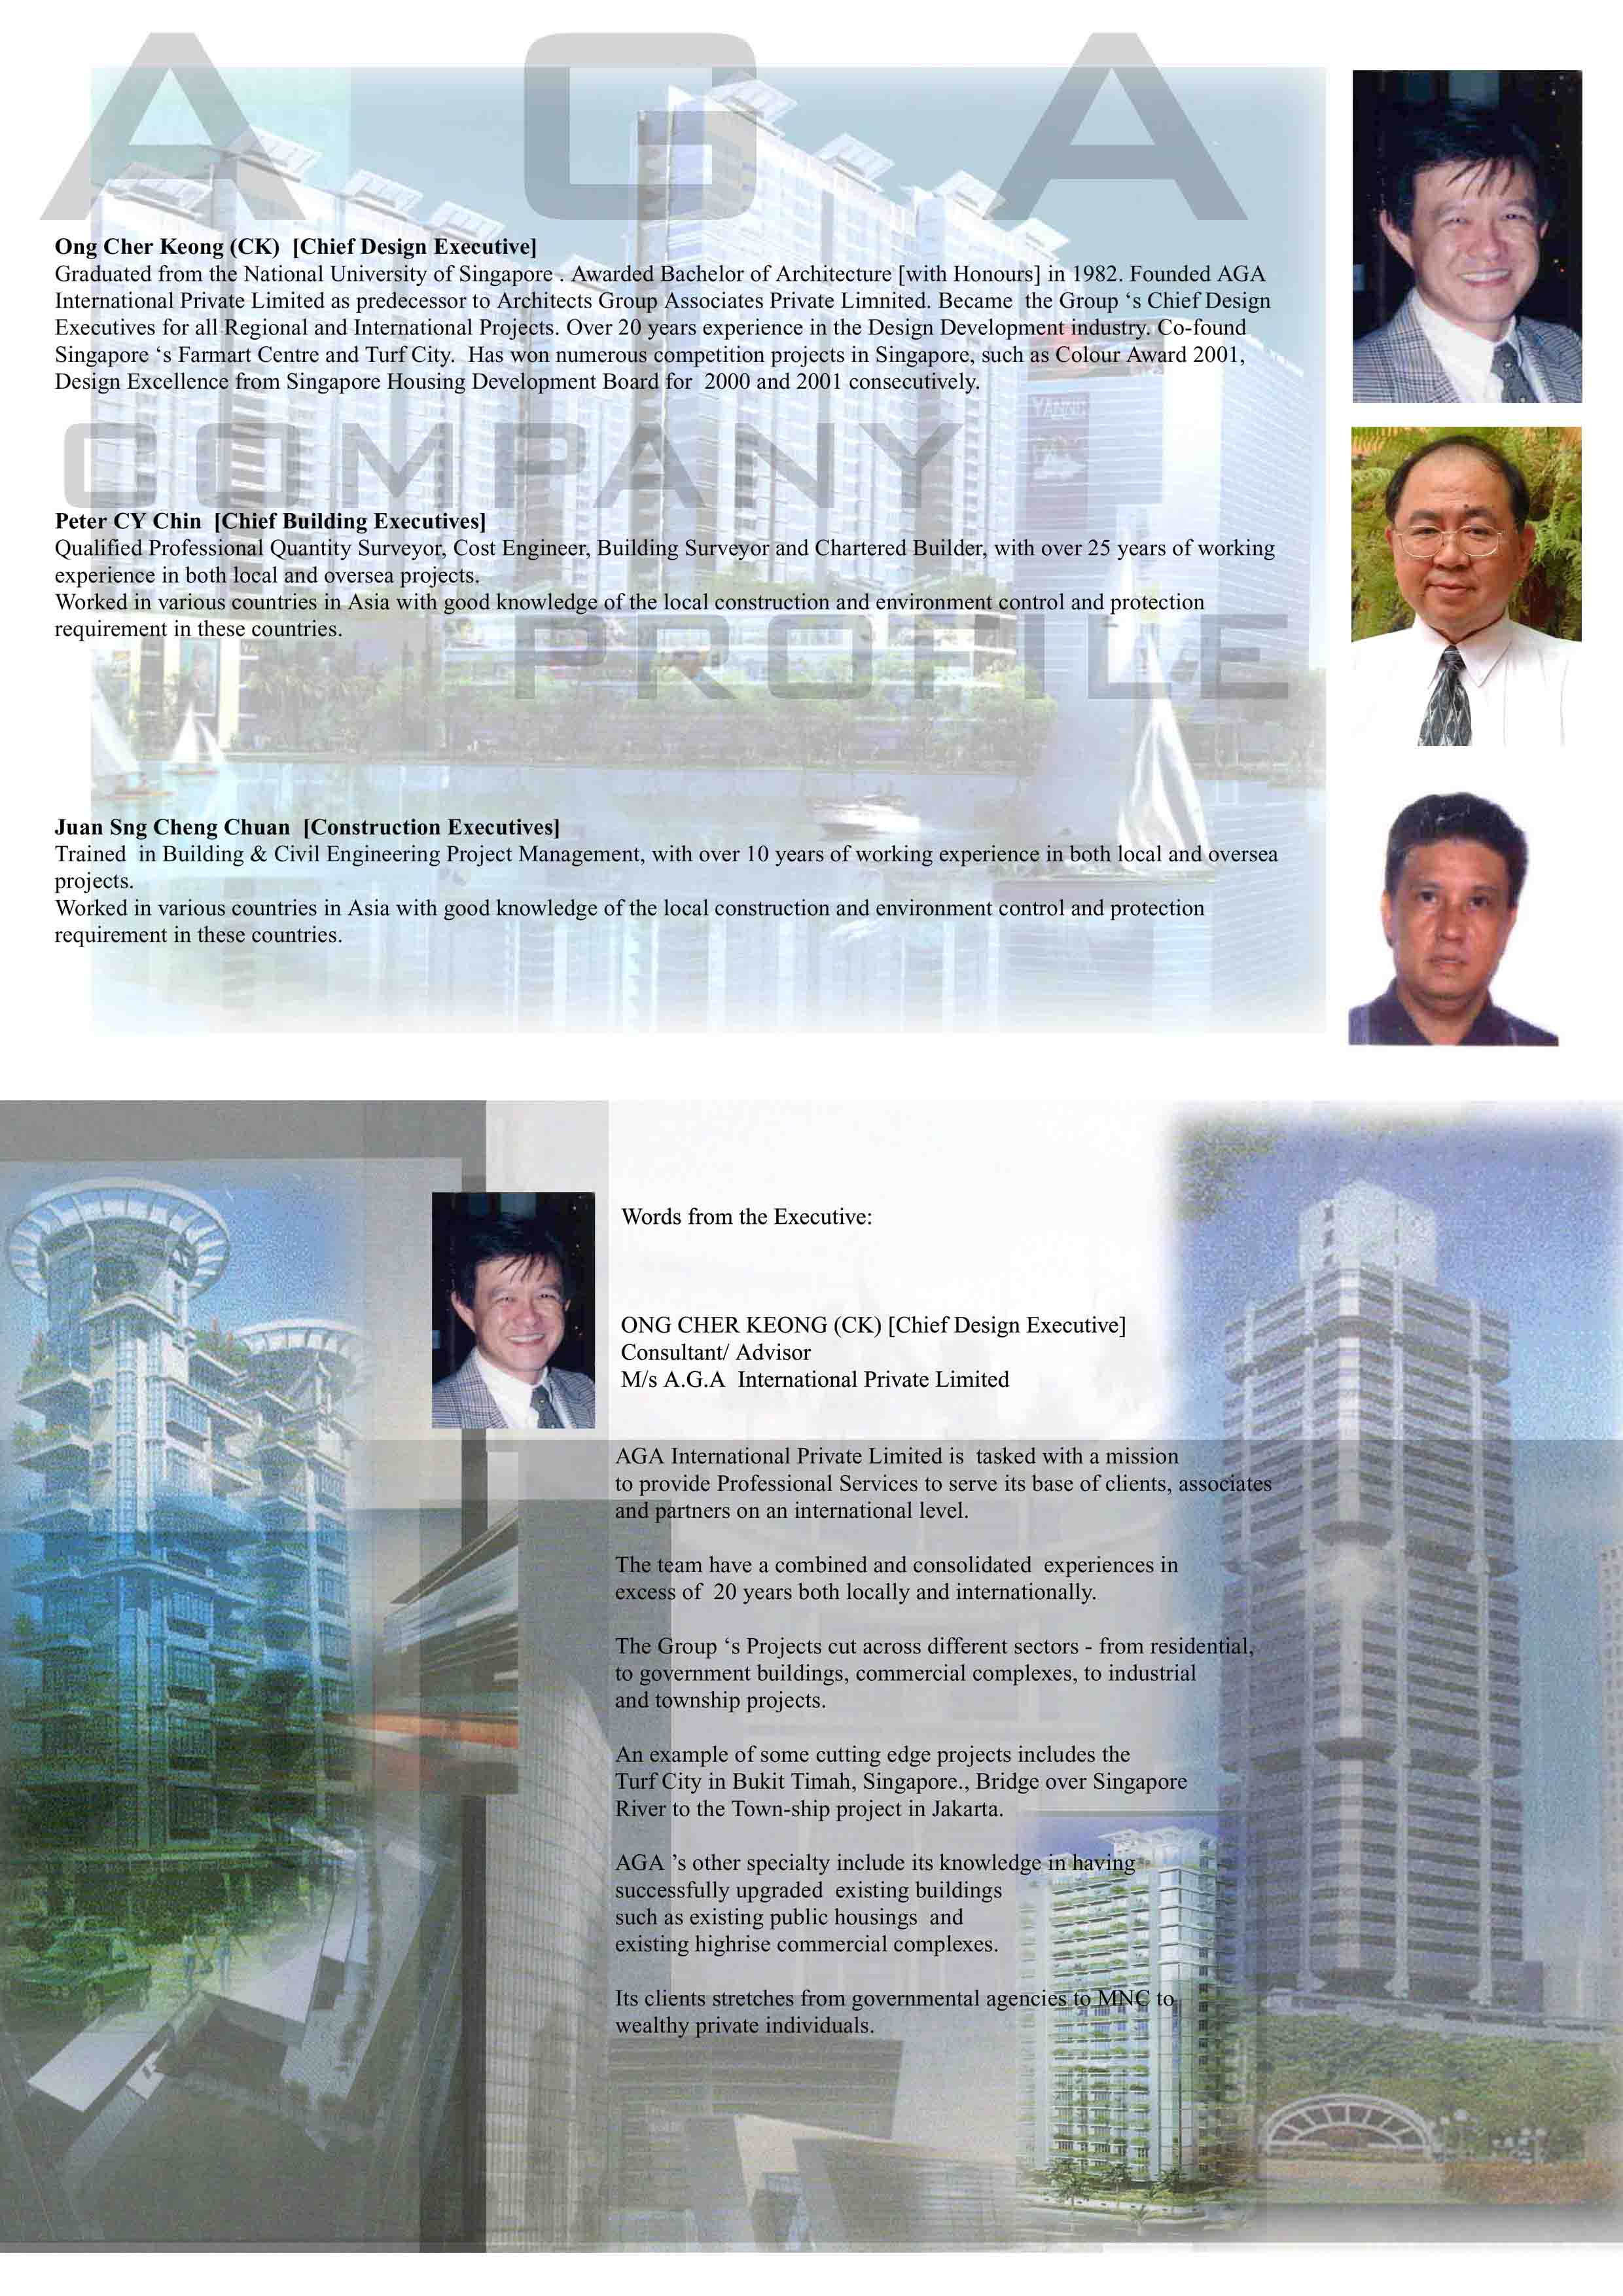 A G A
Ong Cher Keong (CK)  [Chief Design Executive]
Graduated from the National University of Singapore . Awarded Bachelor of Architecture [with Honours] in 1982. Founded AGA
International Private Limited as predecessor to Architects Group Associates Private Limnited. Became  the Group ‘s Chief Design
Executives for all Regional and International Projects. Over 20 years experience in the Design Development industry. Co-found
Singapore ‘s Farmart Centre and Turf City.  Has won numerous competition projects in Singapore, such as Colour Award 2001,
Design Excellence from Singapore Housing Development Board for  2000 and 2001 consecutively.
COMPANY
Peter CY Chin  [Chief Building Executives]
Qualified Professional Quantity Surveyor, Cost Engineer, Building Surveyor and Chartered Builder, with over 25 years of working
experience in both local and oversea projects.
Worked in various countries in Asia with good knowledge of the local construction and environment control and protection
requirement in these countries.
PROFILE
Juan Sng Cheng Chuan  [Construction Executives]
Trained  in Building & Civil Engineering Project Management, with over 10 years of working experience in both local and oversea
projects.
Worked in various countries in Asia with good knowledge of the local construction and environment control and protection
requirement in these countries.
Words from the Executive:
ONG CHER KEONG (CK) [Chief Design Executive]
Consultant/ Advisor
M/s A.G.A  International Private Limited
AGA International Private Limited is  tasked with a mission
to provide Professional Services to serve its base of clients, associates
and partners on an international level.
The team have a combined and consolidated  experiences in
excess of  20 years both locally and internationally.
The Group ‘s Projects cut across different sectors - from residential,
to government buildings, commercial complexes, to industrial
and township projects.
An example of some cutting edge projects includes the
Turf City in Bukit Timah, Singapore., Bridge over Singapore
River to the Town-ship project in Jakarta.
AGA ’s other specialty include its knowledge in having
successfully upgraded  existing buildings
such as existing public housings  and
existing highrise commercial complexes.
Its clients stretches from governmental agencies to MNC to
wealthy private individuals.